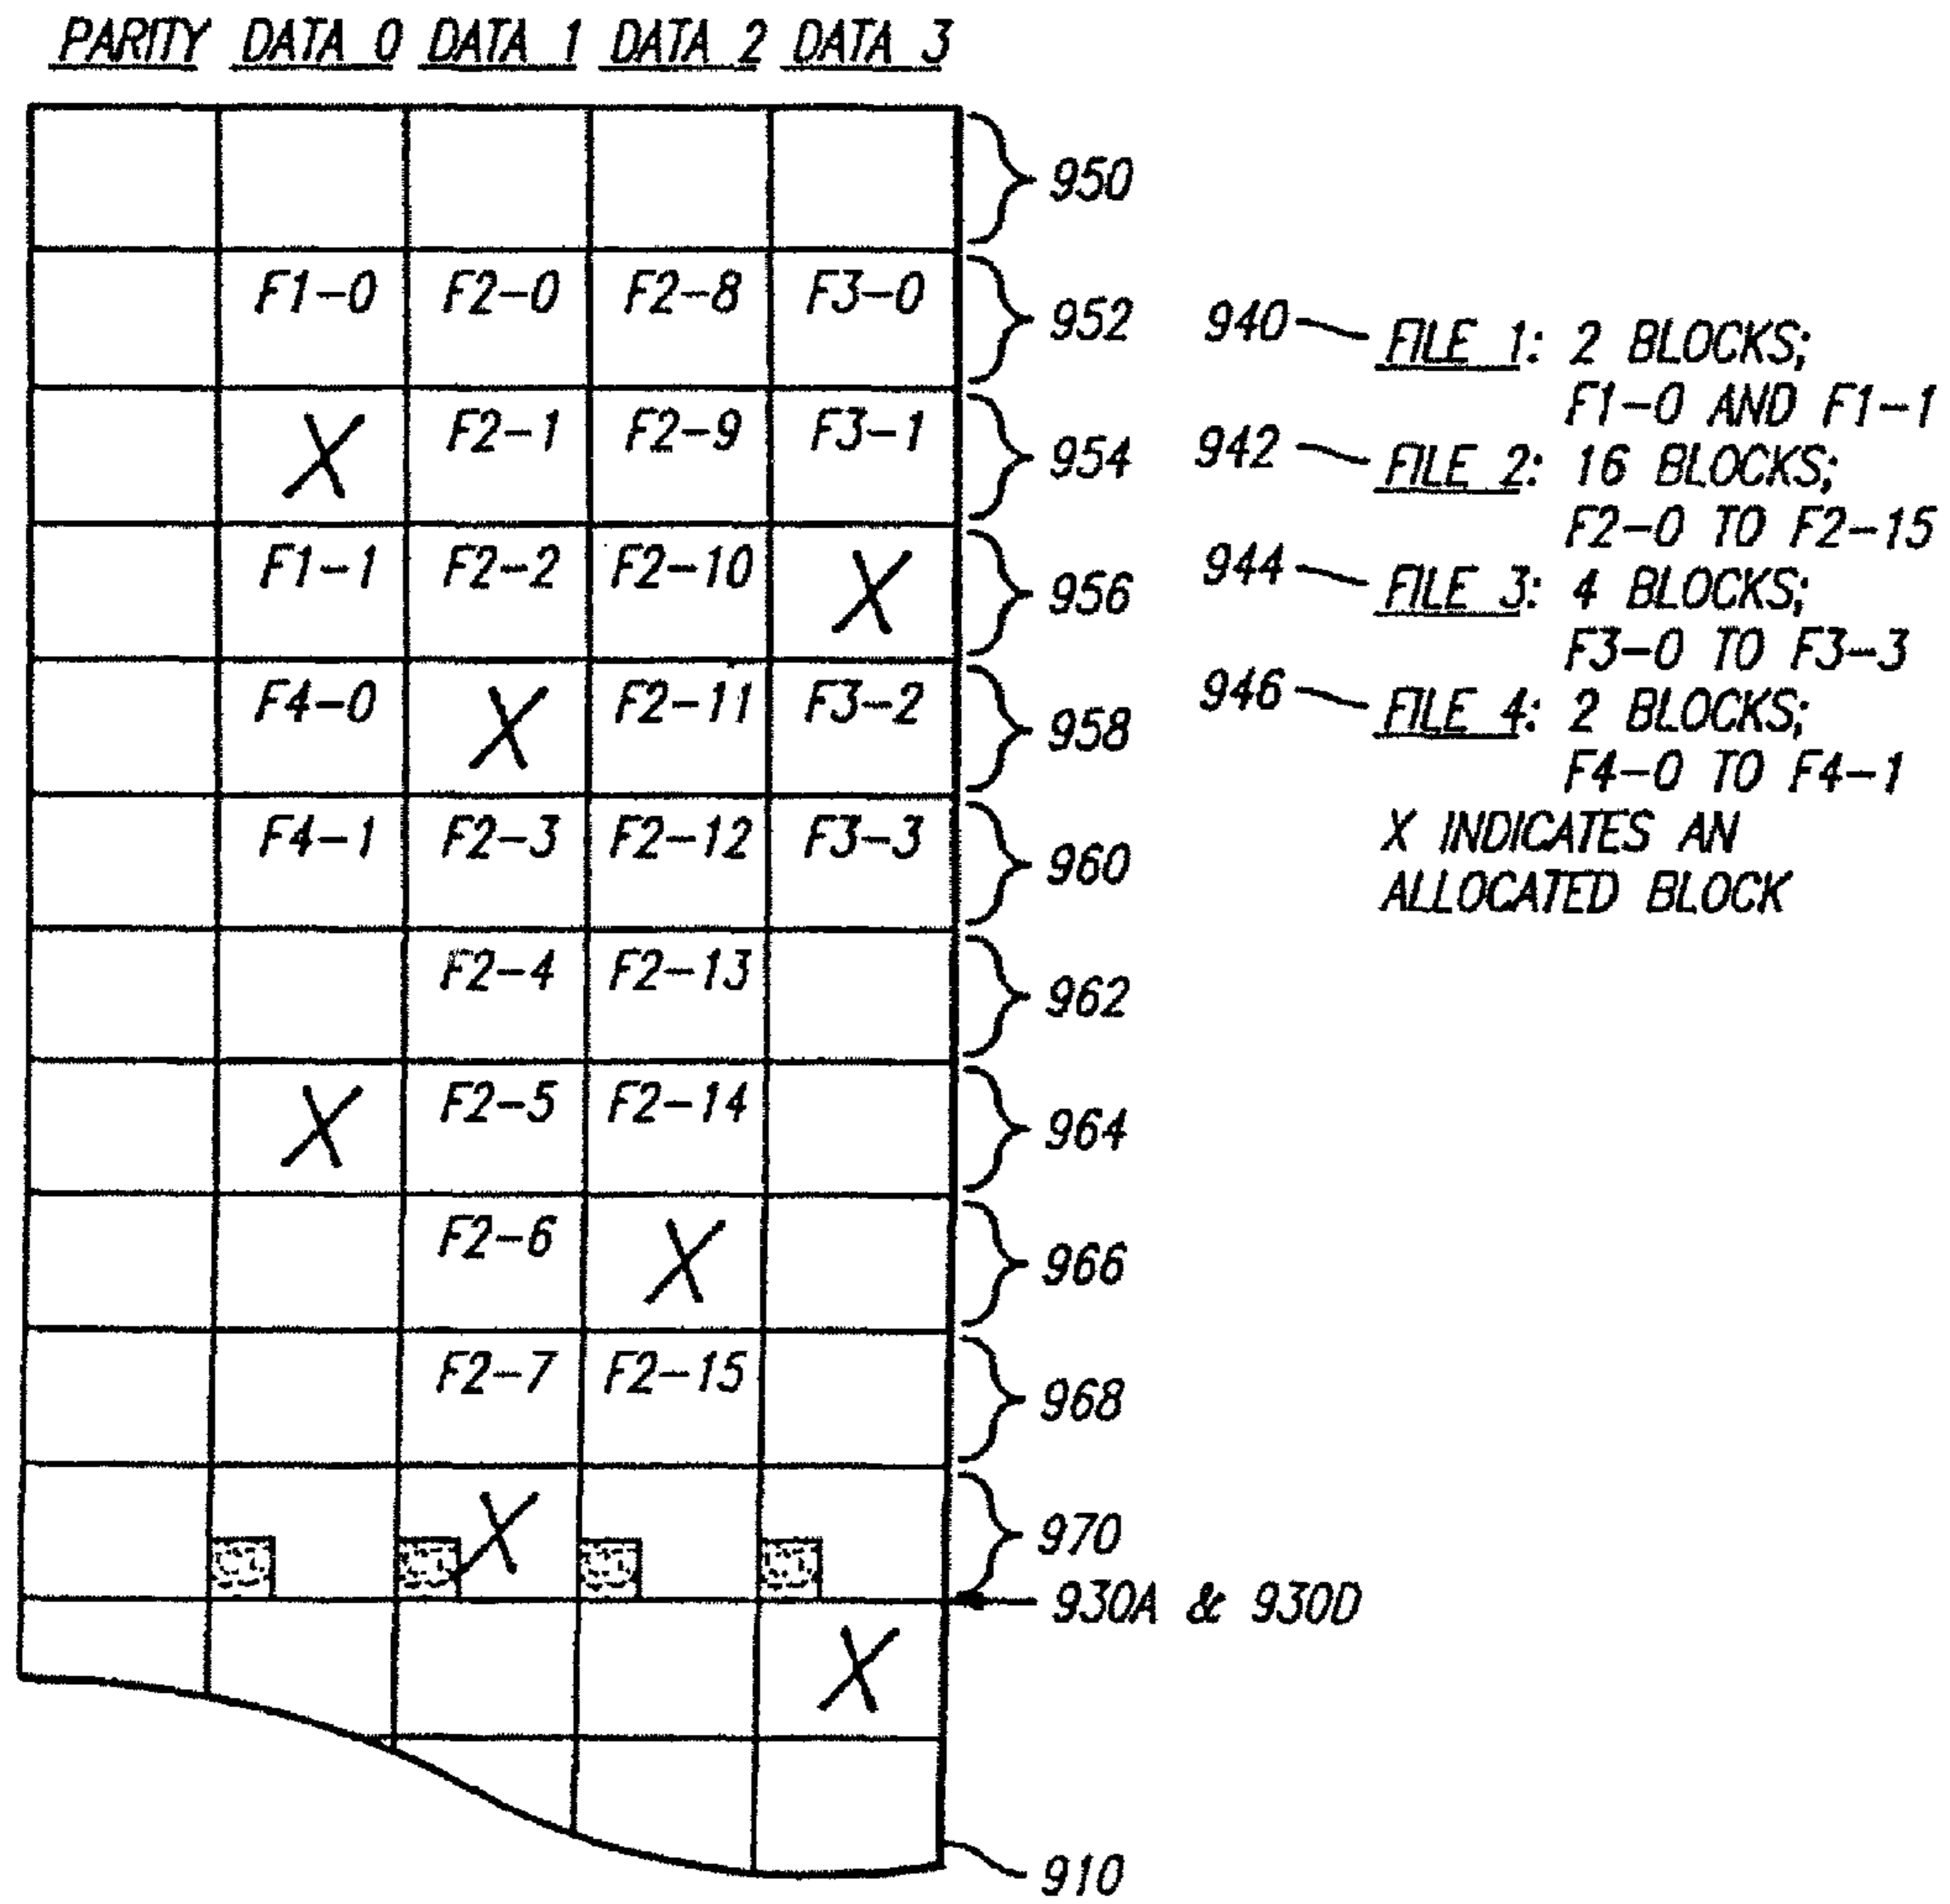 PARITY DATA 0 DATA 1 DATA 2 DATA 3
950
F1-0 F2-0 F2-8 F3-0 952
X F2-1 F2-9 F3-1 954
F1-1 F2-2 F2-10 X 956
F4-0 X F2-11 F3-2 958
F4-1 F2-3 F2-12 F3-3 960
F2-4 F2-13 962
X F2-5 F2-14 964
F2-6 X 966
F2-7 F2-15 968
X 970
930A & 930D
X
910
940 FILE 1: 2 BLOCKS;
F1-0 AND F1-1
942 FILE 2: 16 BLOCKS;
F2-0 TO F2-15
944 FILE 3: 4 BLOCKS;
F3-0 TO F3-3
946 FILE 4: 2 BLOCKS;
F4-0 TO F4-1
X INDICATES AN
ALLOCATED BLOCK